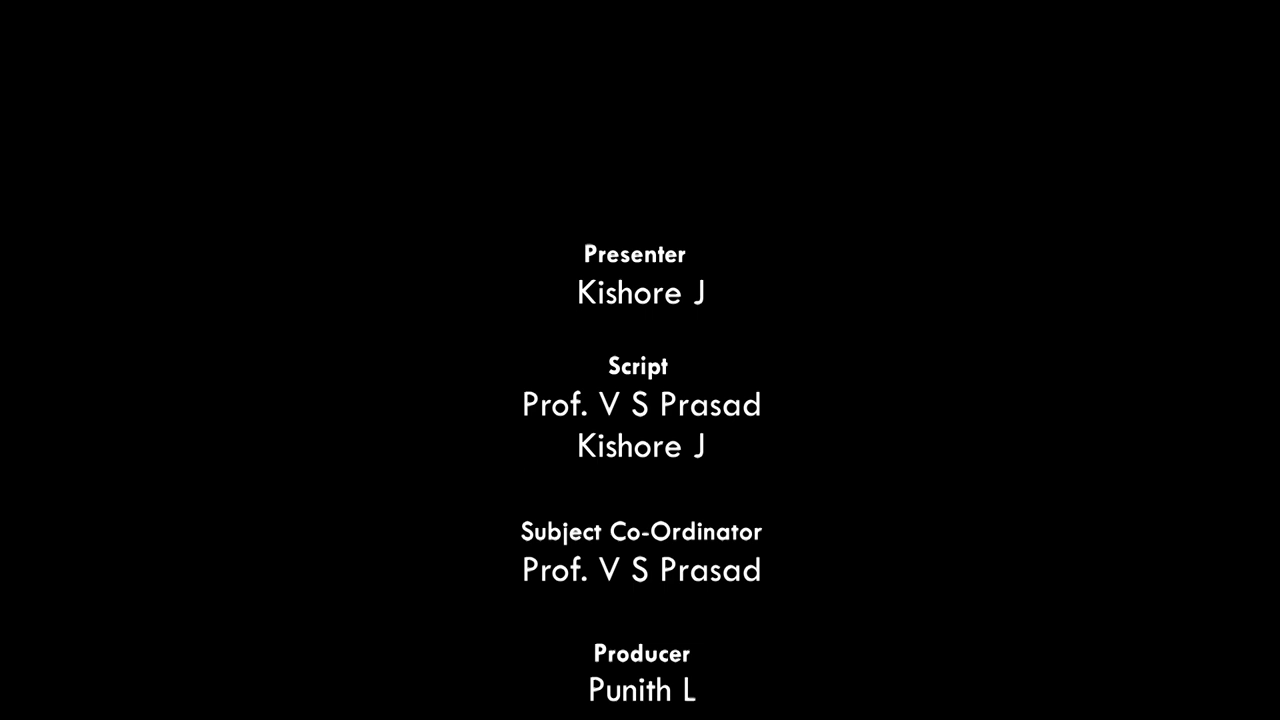 Presenter
Kishore J
Script
Prof. V S Prasad
Kishore J
Subject Co-Ordinator
Prof. V S Prasad
Producer
Punith L